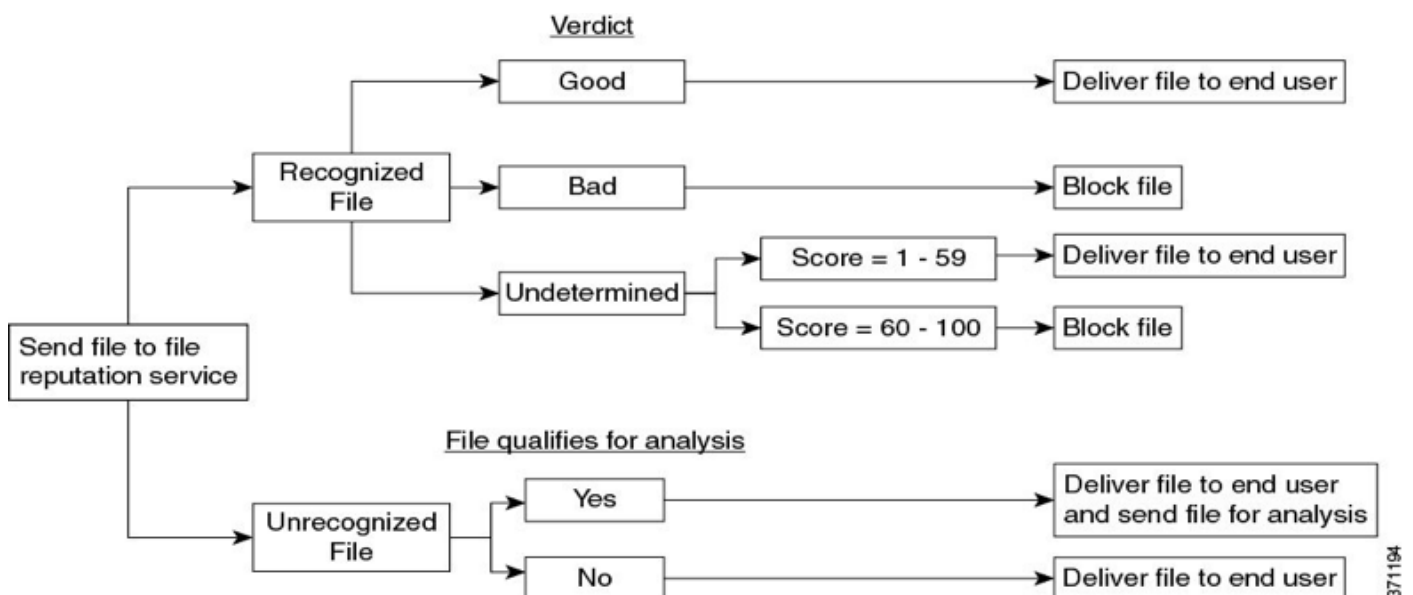 Verdict
Good
Deliver file to end user
Recognized
File
Bad
Block file
Undetermined
Score = 1 - 59
Deliver file to end user
Score = 60 - 100
Block file
Send file to file
reputation service
File qualifies for analysis
Unrecognized
File
Yes
Deliver file to end user
and send file for analysis
No
Deliver file to end user
371194